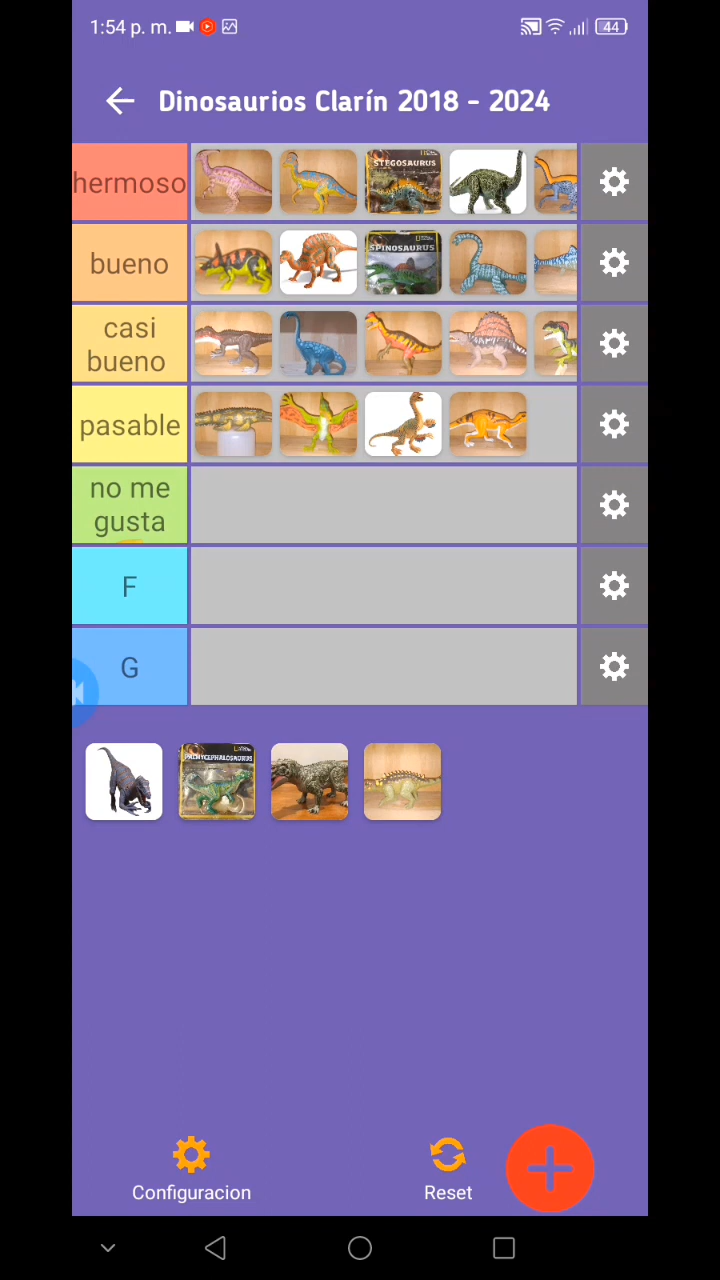 1:54 p. m.
44
Dinosaurios Clarín 2018 - 2024
hermoso
STEGOSAURUS
bueno
SPINOSAURUS
casi
bueno
pasable
no me
gusta
F
G
PACHYCEPHALOSAURUS
Configuracion
Reset